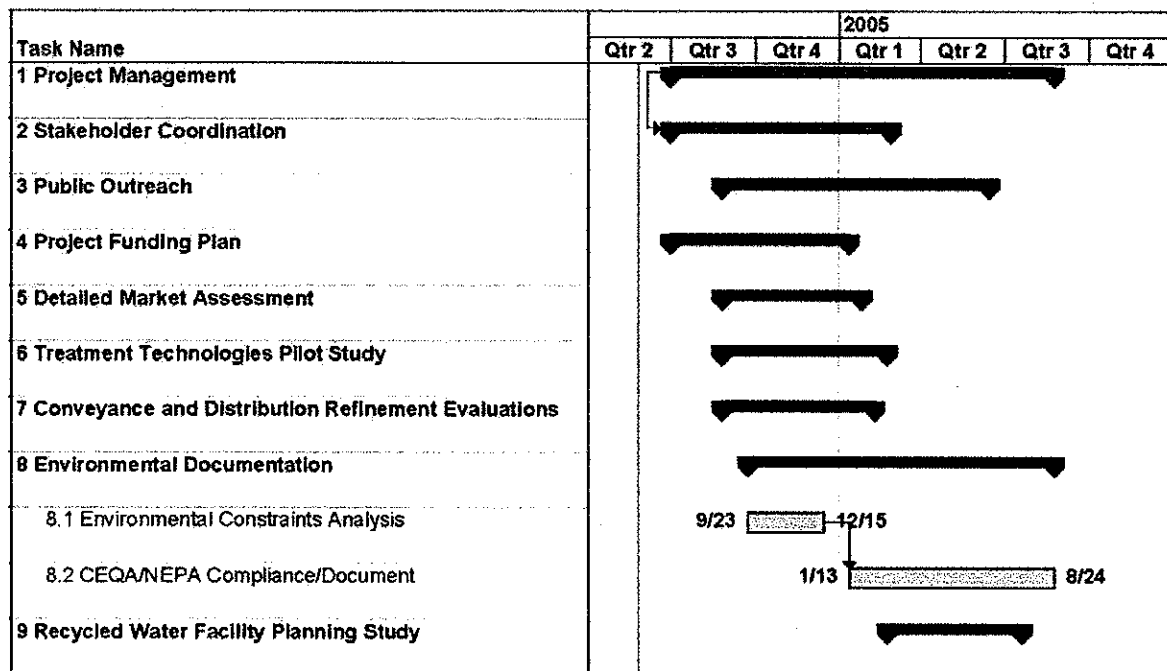 2005
Task Name Qtr 2 Qtr 3 Qtr 4 Qtr 1 Qtr 2 Qtr 3 Qtr 4
1 Project Management
2 Stakeholder Coordination
3 Public Outreach
4 Project Funding Plan
5 Detailed Market Assessment
6 Treatment Technologies Pilot Study
7 Conveyance and Distribution Refinement Evaluations
8 Environmental Documentation
8.1 Environmental Constraints Analysis 9/23 12/15
8.2 CEQA/NEPA Compliance/Document 1/13 8/24
9 Recycled Water Facility Planning Study